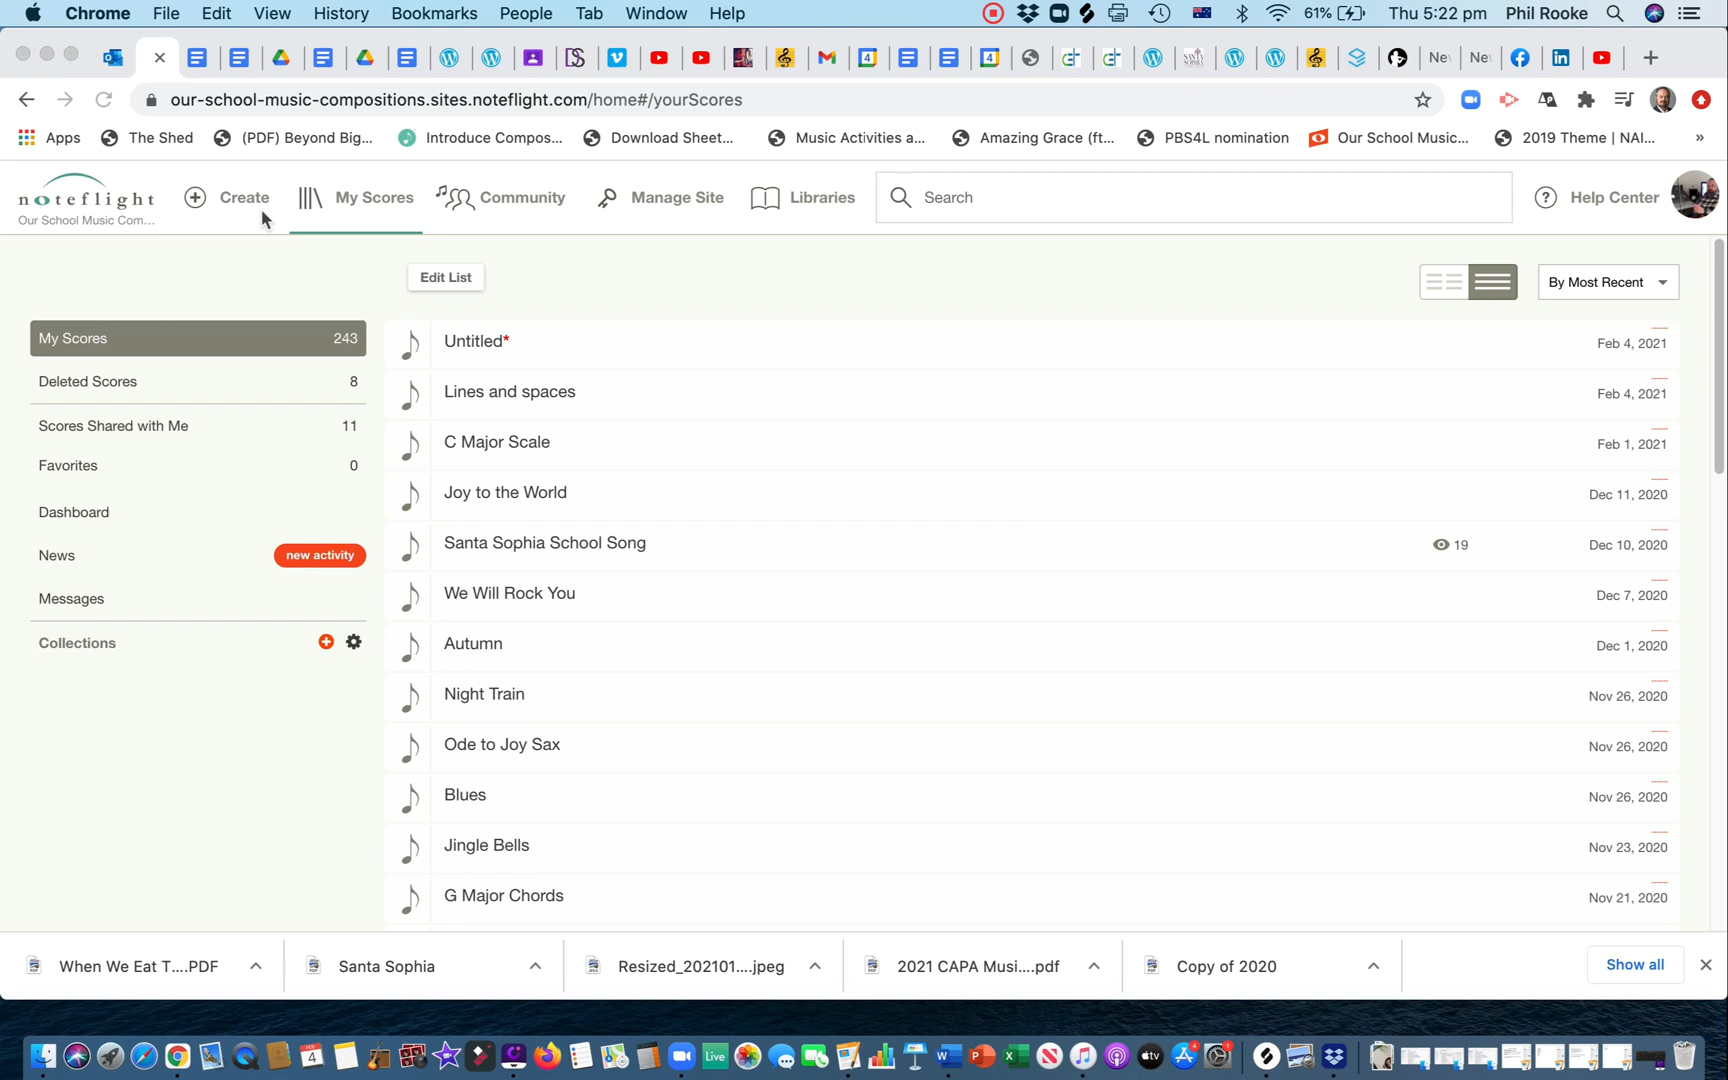 Chrome File Edit View History Bookmarks People Tab Window Help 61% Thu 5:22 pm Phil Rooke
4 4 Nev Nev
our-school-music-compositions.sites.noteflight.com/home#/yourScores
Apps The Shed (PDF) Beyond Big... Introduce Compos... Download Sheet... Music Activities a... Amazing Grace (ft... PBS4L nomination Our School Music... 2019 Theme | NAI... »
noteflight Create My Scores Community Manage Site Libraries Search Help Center
Our School Music Com...
Edit List By Most Recent
My Scores 243
Deleted Scores 8
Scores Shared with Me 11
Favorites 0
Dashboard
News new activity
Messages
Collections
Untitled* Feb 4, 2021
Lines and spaces Feb 4, 2021
C Major Scale Feb 1, 2021
Joy to the World Dec 11, 2020
Santa Sophia School Song 19 Dec 10, 2020
We Will Rock You Dec 7, 2020
Autumn Dec 1, 2020
Night Train Nov 26, 2020
Ode to Joy Sax Nov 26, 2020
Blues Nov 26, 2020
Jingle Bells Nov 23, 2020
G Major Chords Nov 21, 2020
When We Eat T....PDF Santa Sophia Resized_202101....jpeg 2021 CAPA Musi....pdf Copy of 2020 Show all
4 Live tv 4 1